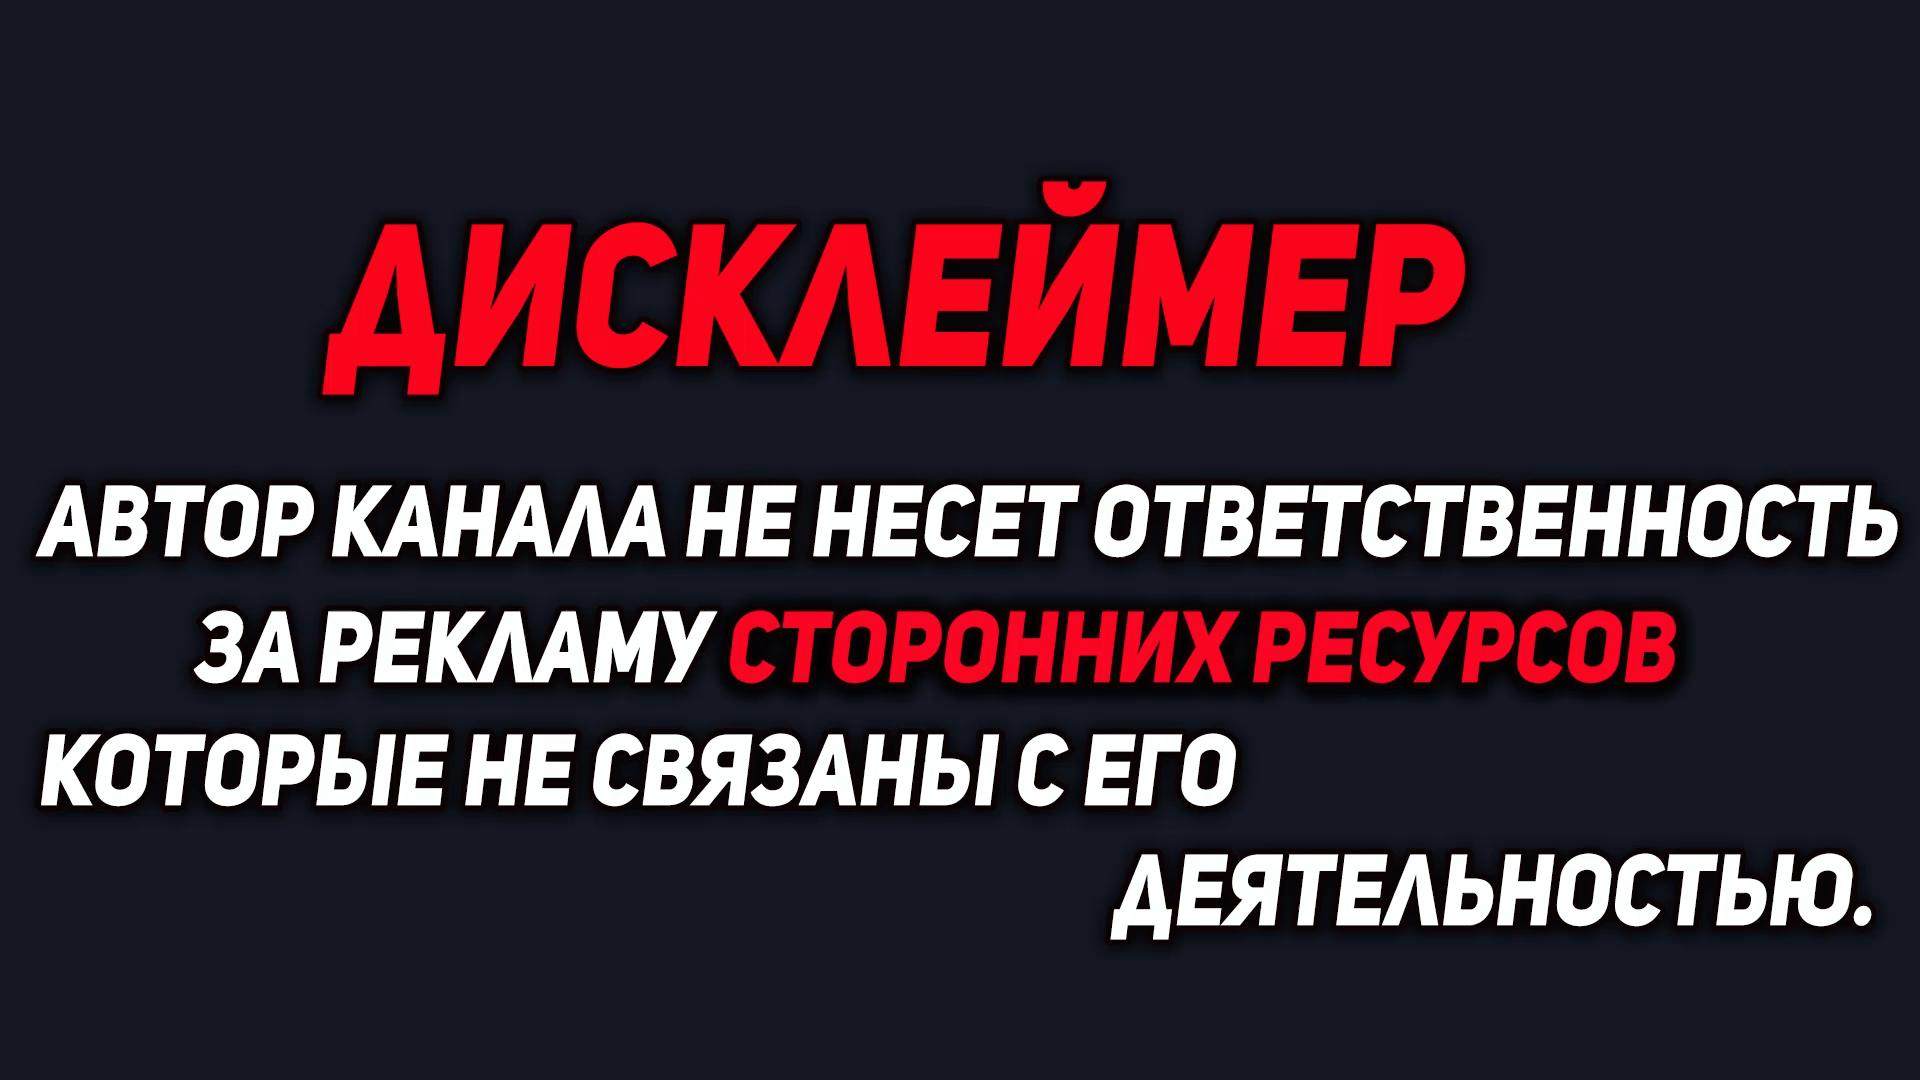 ДИСКЛЕЙМЕР
АВТОР КАНАЛА НЕ НЕСЕТ ОТВЕТСТВЕННОСТЬ
ЗА РЕКЛАМУ СТОРОННИХ РЕСУРСОВ
КОТОРЫЕ НЕ СВЯЗАНЫ С ЕГО
ДЕЯТЕЛЬНОСТЬЮ.